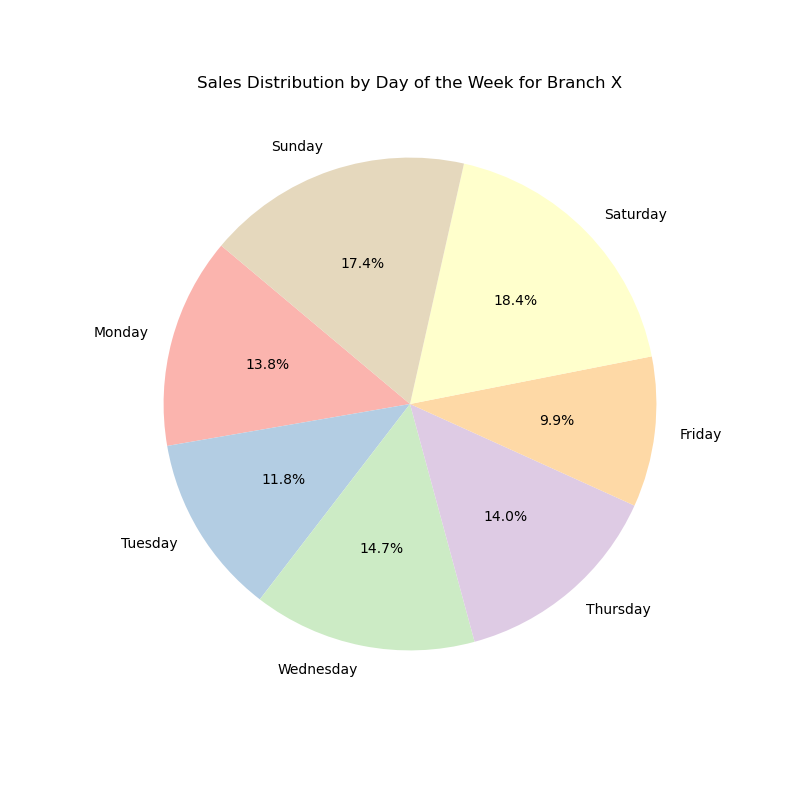 Sales Distribution by Day of the Week for Branch X
Sunday
17.4%
Saturday
18.4%
Monday
13.8%
Friday
9.9%
Tuesday
11.8%
Thursday
14.0%
Wednesday
14.7%